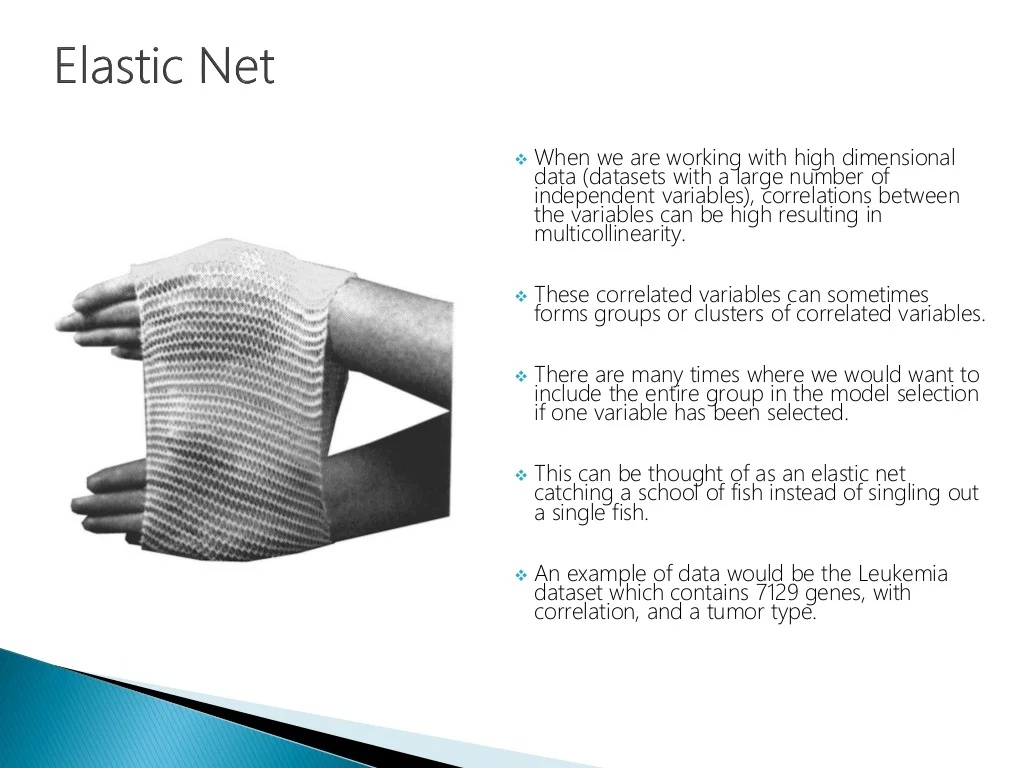 Elastic Net
When we are working with high dimensional
data (datasets with a large number of
independent variables), correlations between
the variables can be high resulting in
multicollinearity.
These correlated variables can sometimes
forms groups or clusters of correlated variables.
There are many times where we would want to
include the entire group in the model selection
if one variable has been selected.
This can be thought of as an elastic net
catching a school of fish instead of singling out
a single fish.
An example of data would be the Leukemia
dataset which contains 7129 genes, with
correlation, and a tumor type.